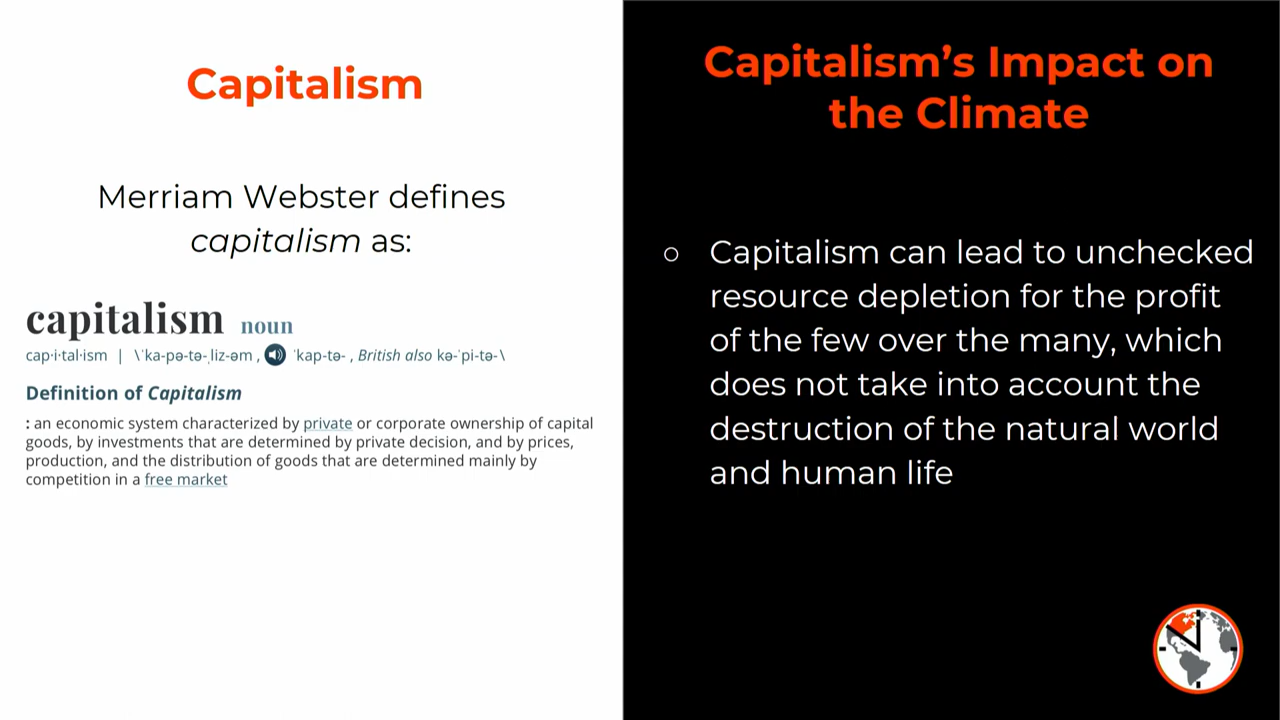 Capitalism
Merriam Webster defines
capitalism as:
capitalism noun
cap·i·tal·ism | \ ˈka-pə-tə-ˌliz-əm , ˈkap-tə- , British also kə-ˈpi-tə- \
Definition of Capitalism
: an economic system characterized by private or corporate ownership of capital
goods, by investments that are determined by private decision, and by prices,
production, and the distribution of goods that are determined mainly by
competition in a free market
Capitalism’s Impact on
the Climate
○ Capitalism can lead to unchecked
resource depletion for the profit
of the few over the many, which
does not take into account the
destruction of the natural world
and human life